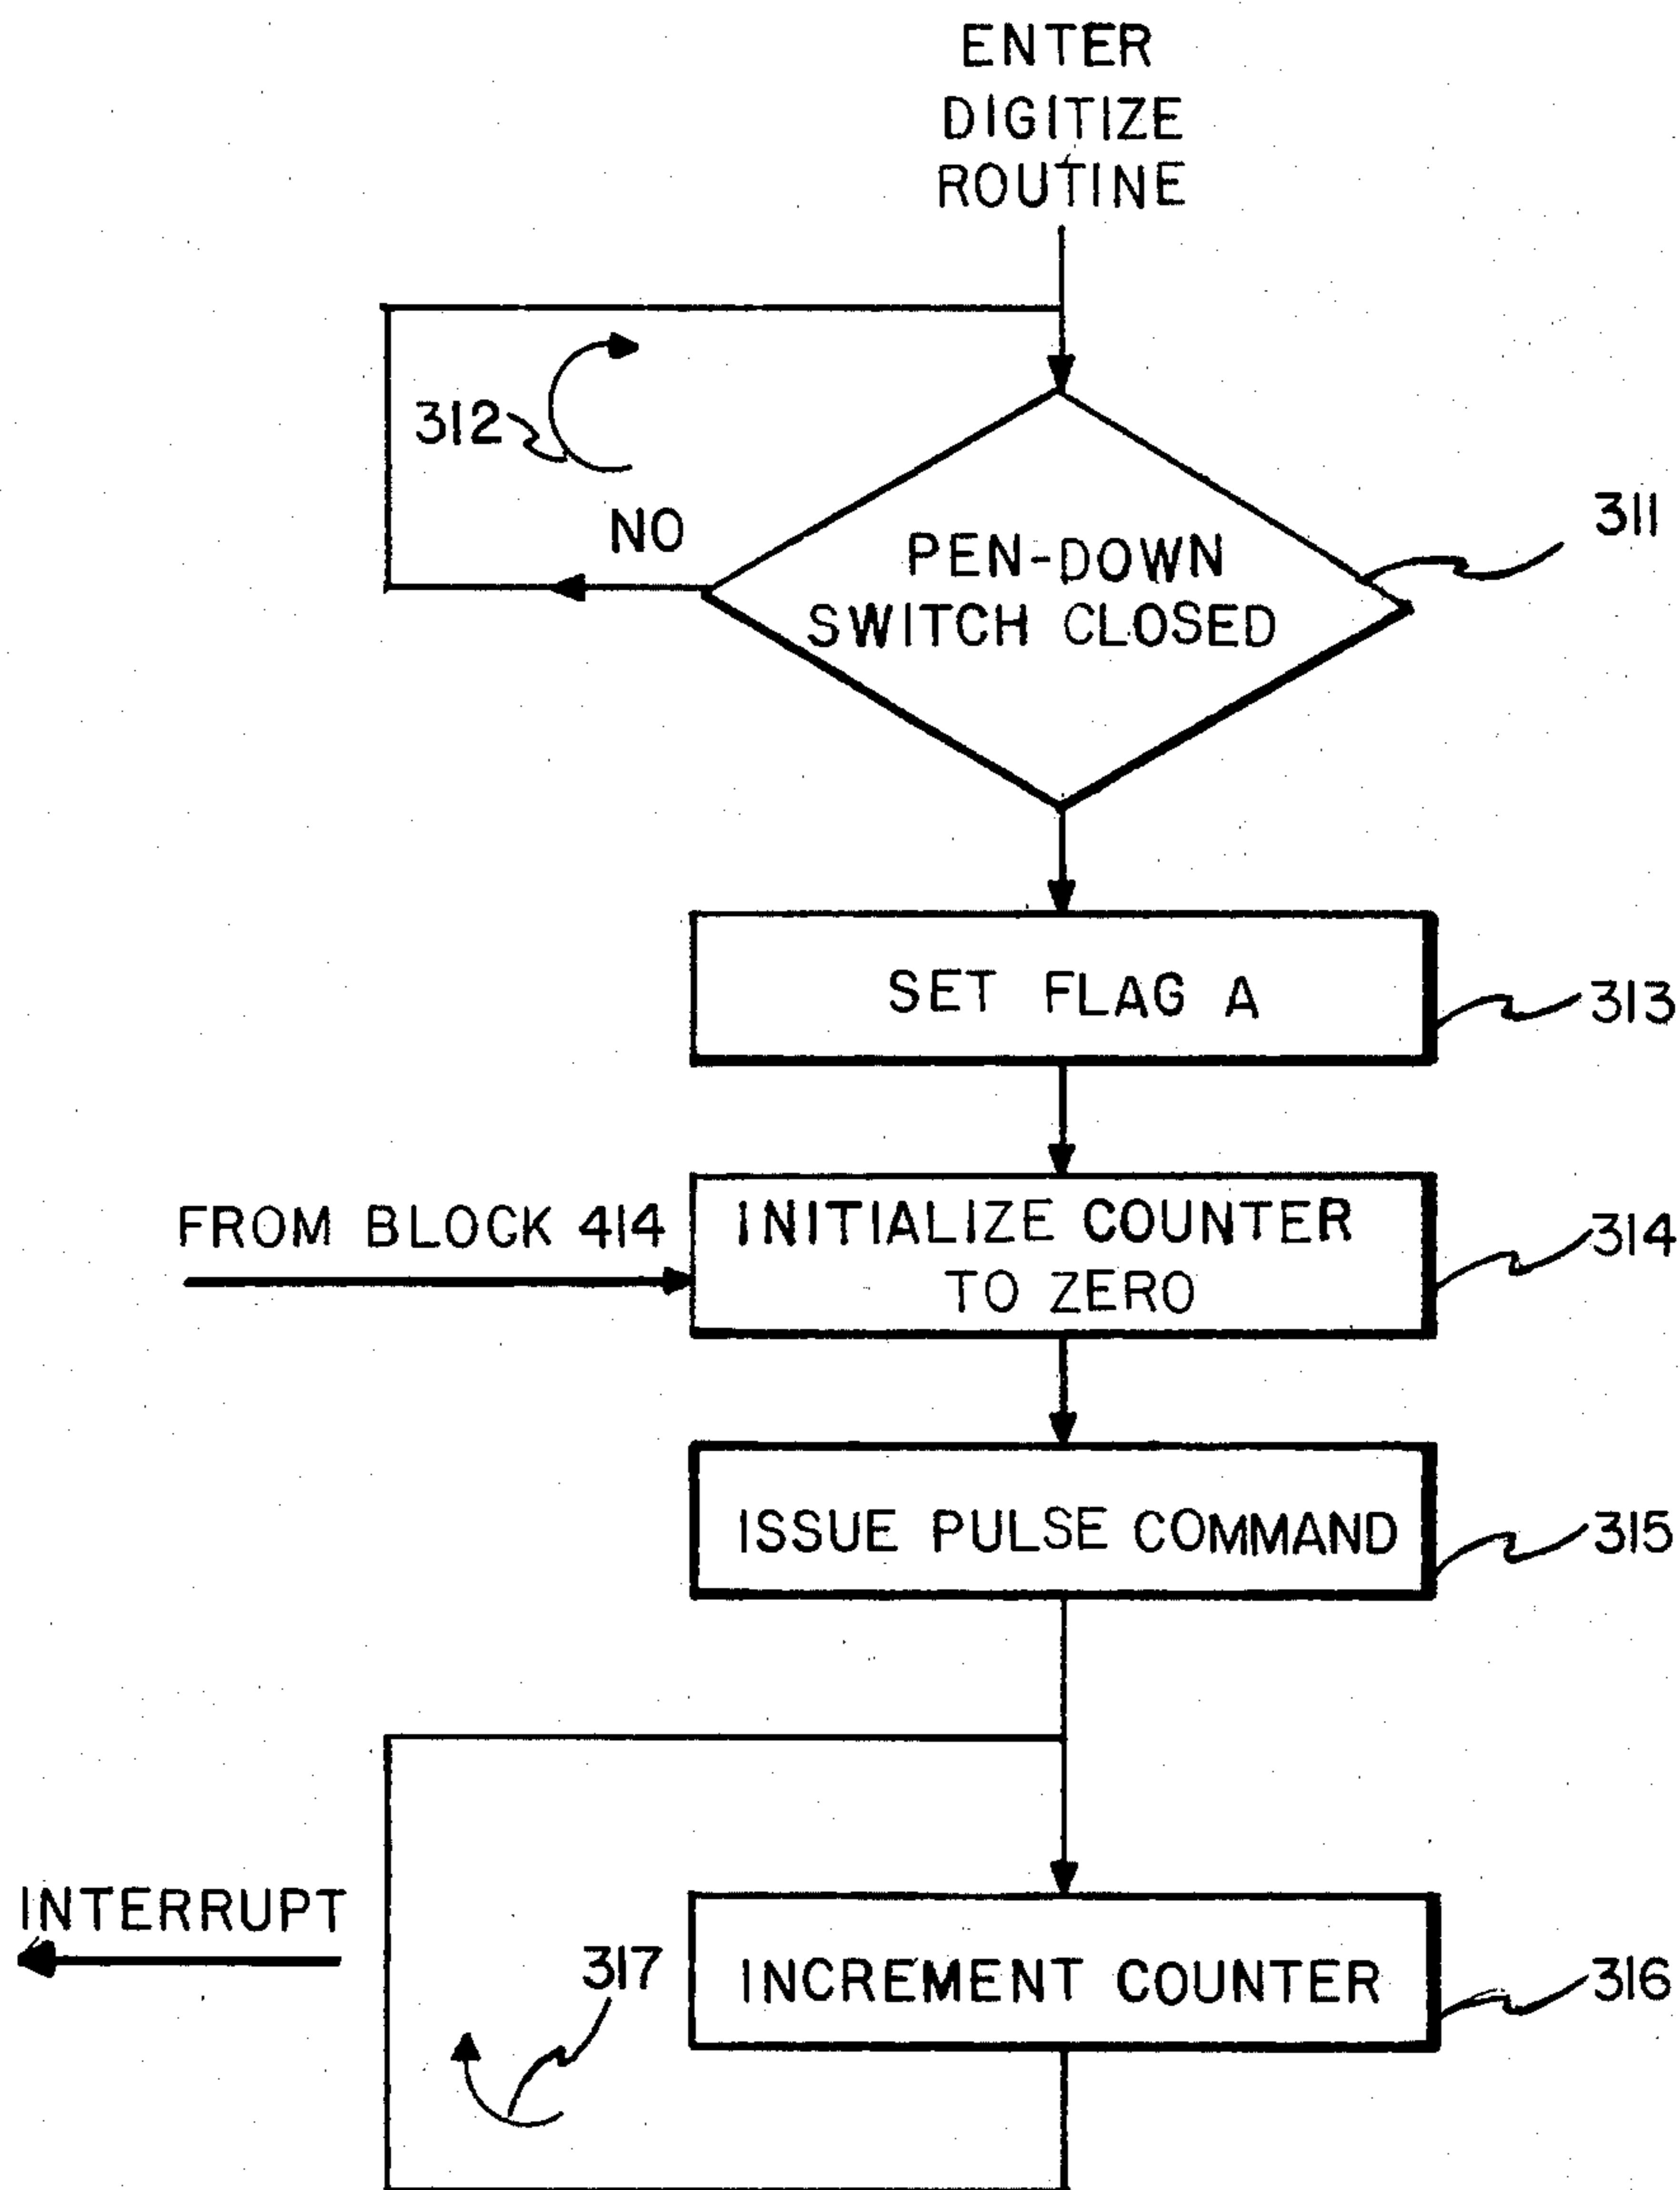 ENTER
DIGITIZE
ROUTINE
312
NO
311
PEN-DOWN
SWITCH CLOSED
SET FLAG A
313
FROM BLOCK 414
INITIALIZE COUNTER
TO ZERO
314
ISSUE PULSE COMMAND
315
INTERRUPT
317
INCREMENT COUNTER
316